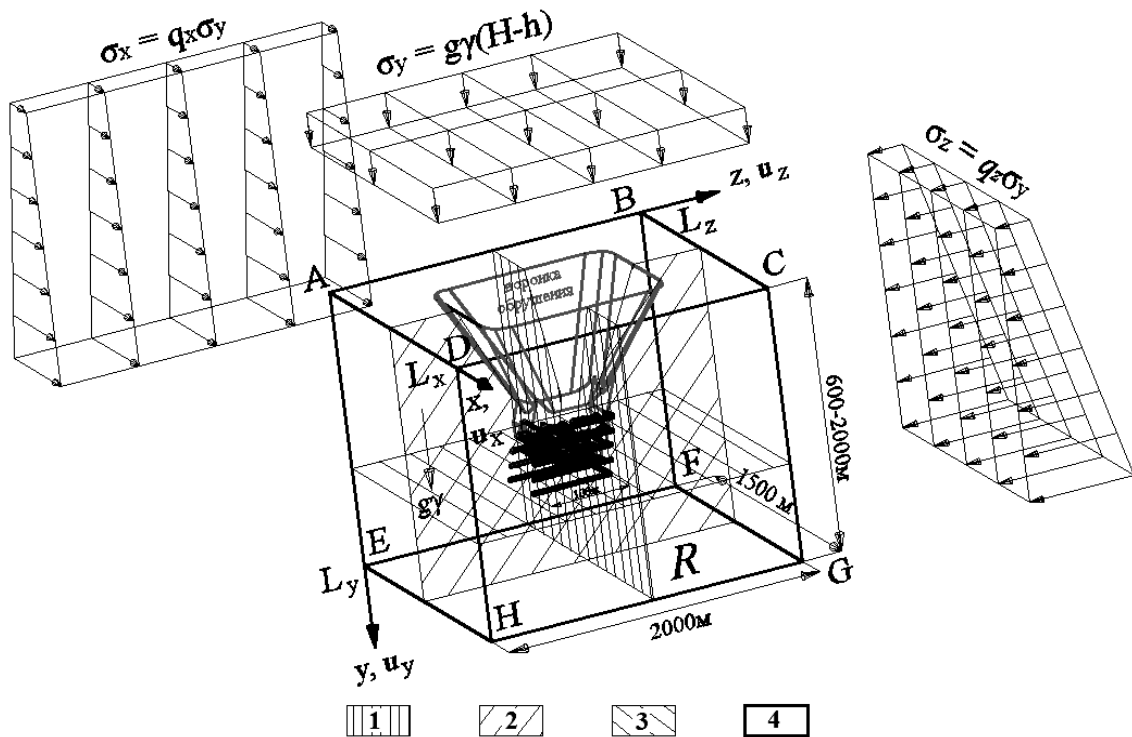 σx = qxσy
σy = gγ(H-h)
σz = qzσy
z, uz
B
Lz
C
A
воронка
обрушения
D
Lx
x,
ux
600-2000м
F
1500 м
gγ
E
Ly
R
G
H
2000м
y, uy
1
2
3
4